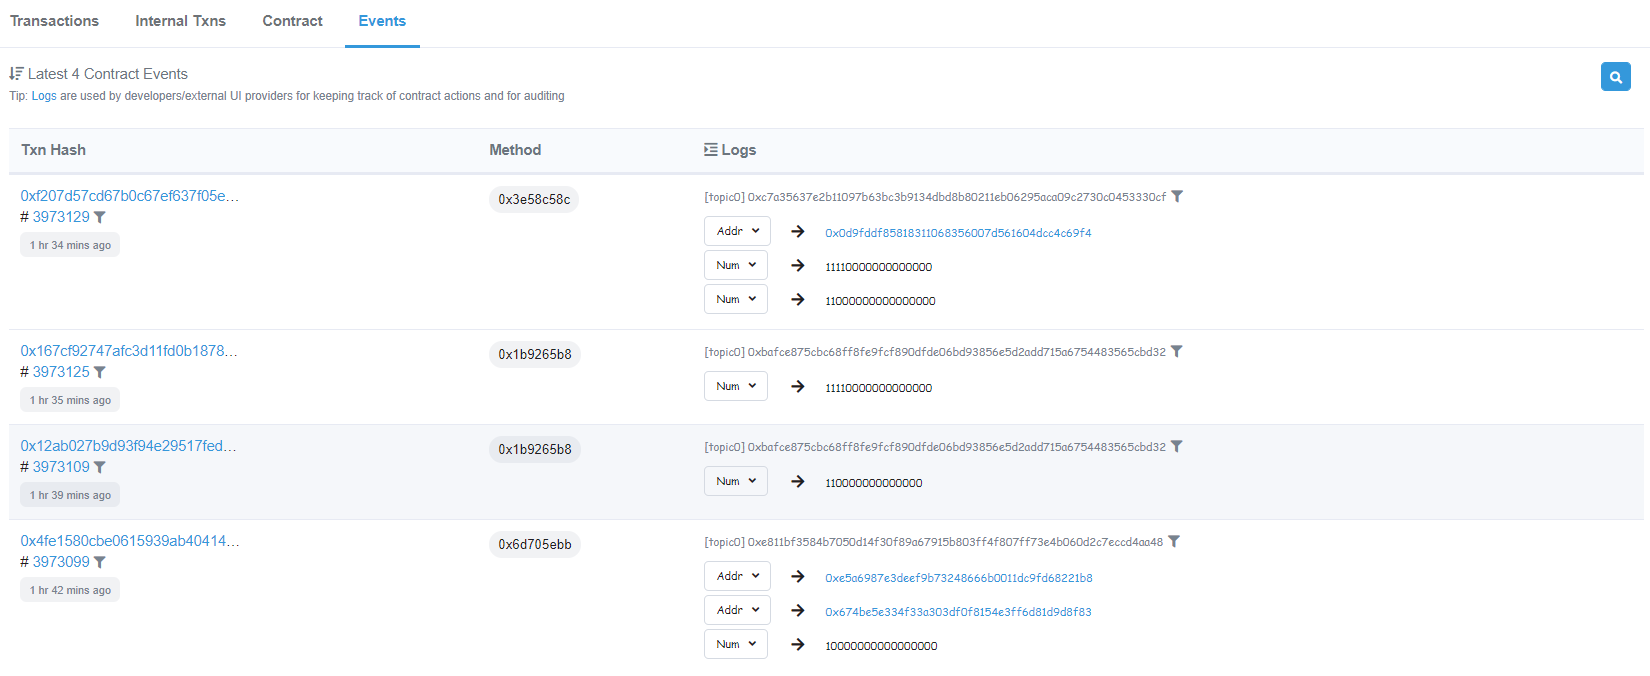 Transactions Internal Txns Contract Events
Latest 4 Contract Events
Tip: Logs are used by developers/external UI providers for keeping track of contract actions and for auditing
Txn Hash Method Logs
0xf207d57cd67b0c67ef637f05e... 0x3e58c58c [topic0] 0xc7a35637e2b11097b63bc3b9134dbd8b80211eb06295aca09c2730c0453330cf
# 3973129
1 hr 34 mins ago
Addr → 0x0d9fddf85818311068356007d561604dcc4c69f4
Num → 11110000000000000
Num → 11000000000000000
0x167cf92747afc3d11fd0b1878... 0x1b9265b8 [topic0] 0xbafce875cbc68ff8fe9fcf890dfde06bd93856e5d2add715a6754483565cbd32
# 3973125
1 hr 35 mins ago
Num → 11110000000000000
0x12ab027b9d93f94e29517fed... 0x1b9265b8 [topic0] 0xbafce875cbc68ff8fe9fcf890dfde06bd93856e5d2add715a6754483565cbd32
# 3973109
1 hr 39 mins ago
Num → 110000000000000
0x4fe1580cbe0615939ab40414... 0x6d705ebb [topic0] 0xe811bf3584b7050d14f30f89a67915b803ff4f807ff73e4b060d2c7eccd4aa48
# 3973099
1 hr 42 mins ago
Addr → 0xe5a6987e3deef9b73248666b0011dc9fd68221b8
Addr → 0x674be5e334f33a303df0f8154e3ff6d81d9d8f83
Num → 10000000000000000